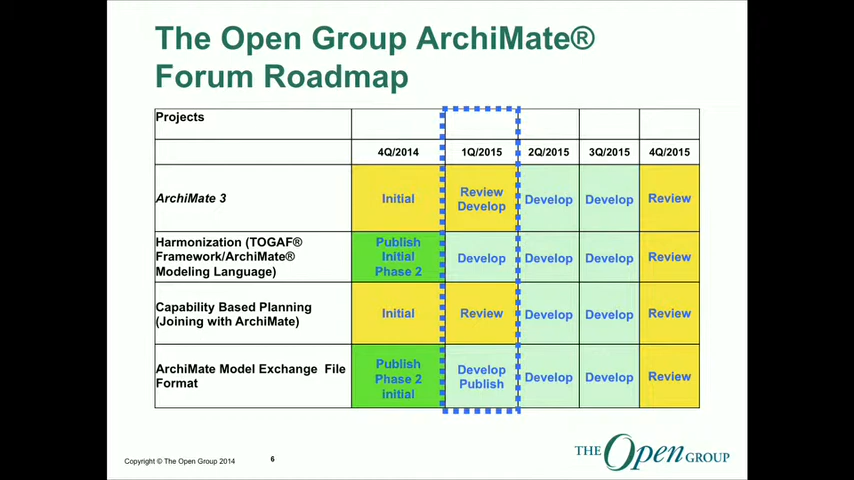 The Open Group ArchiMate®
Forum Roadmap
Projects
4Q/2014 1Q/2015 2Q/2015 3Q/2015 4Q/2015
ArchiMate 3
Initial
Review
Develop
Develop
Develop
Review
Harmonization (TOGAF®
Framework/ArchiMate®
Modeling Language)
Publish
Initial
Phase 2
Develop
Develop
Develop
Review
Capability Based Planning
(Joining with ArchiMate)
Initial
Review
Develop
Develop
Review
ArchiMate Model Exchange File
Format
Publish
Phase 2
initial
Develop
Publish
Develop
Develop
Review
Copyright © The Open Group 2014
6
THE Open GROUP